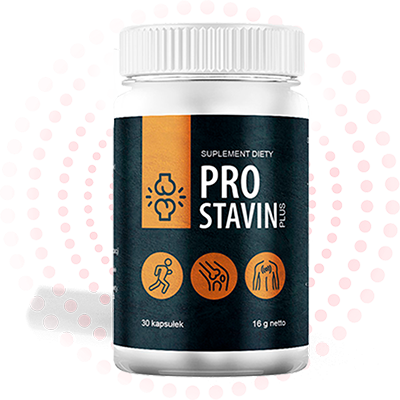 SUPLEMENT DIETY
PRO
STAVIN
PLUS
30 kapsułek
16 g netto